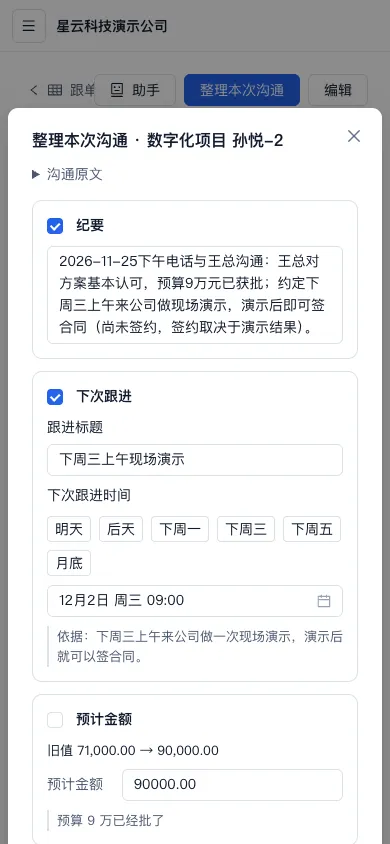 星云科技演示公司
跟单
助手
整理本次沟通
编辑
整理本次沟通 · 数字化项目 孙悦-2
沟通原文
纪要
2026-11-25下午电话与王总沟通：王总对
方案基本认可，预算9万元已获批；约定下
周三上午来公司做现场演示，演示后即可签
合同（尚未签约，签约取决于演示结果）。
下次跟进
跟进标题
下周三上午现场演示
下次跟进时间
明天
后天
下周一
下周三
下周五
月底
12月2日 周三 09:00
依据：下周三上午来公司做一次现场演示，演示后
就可以签合同。
预计金额
旧值 71,000.00 → 90,000.00
预计金额
90000.00
预算 9 万已经批了